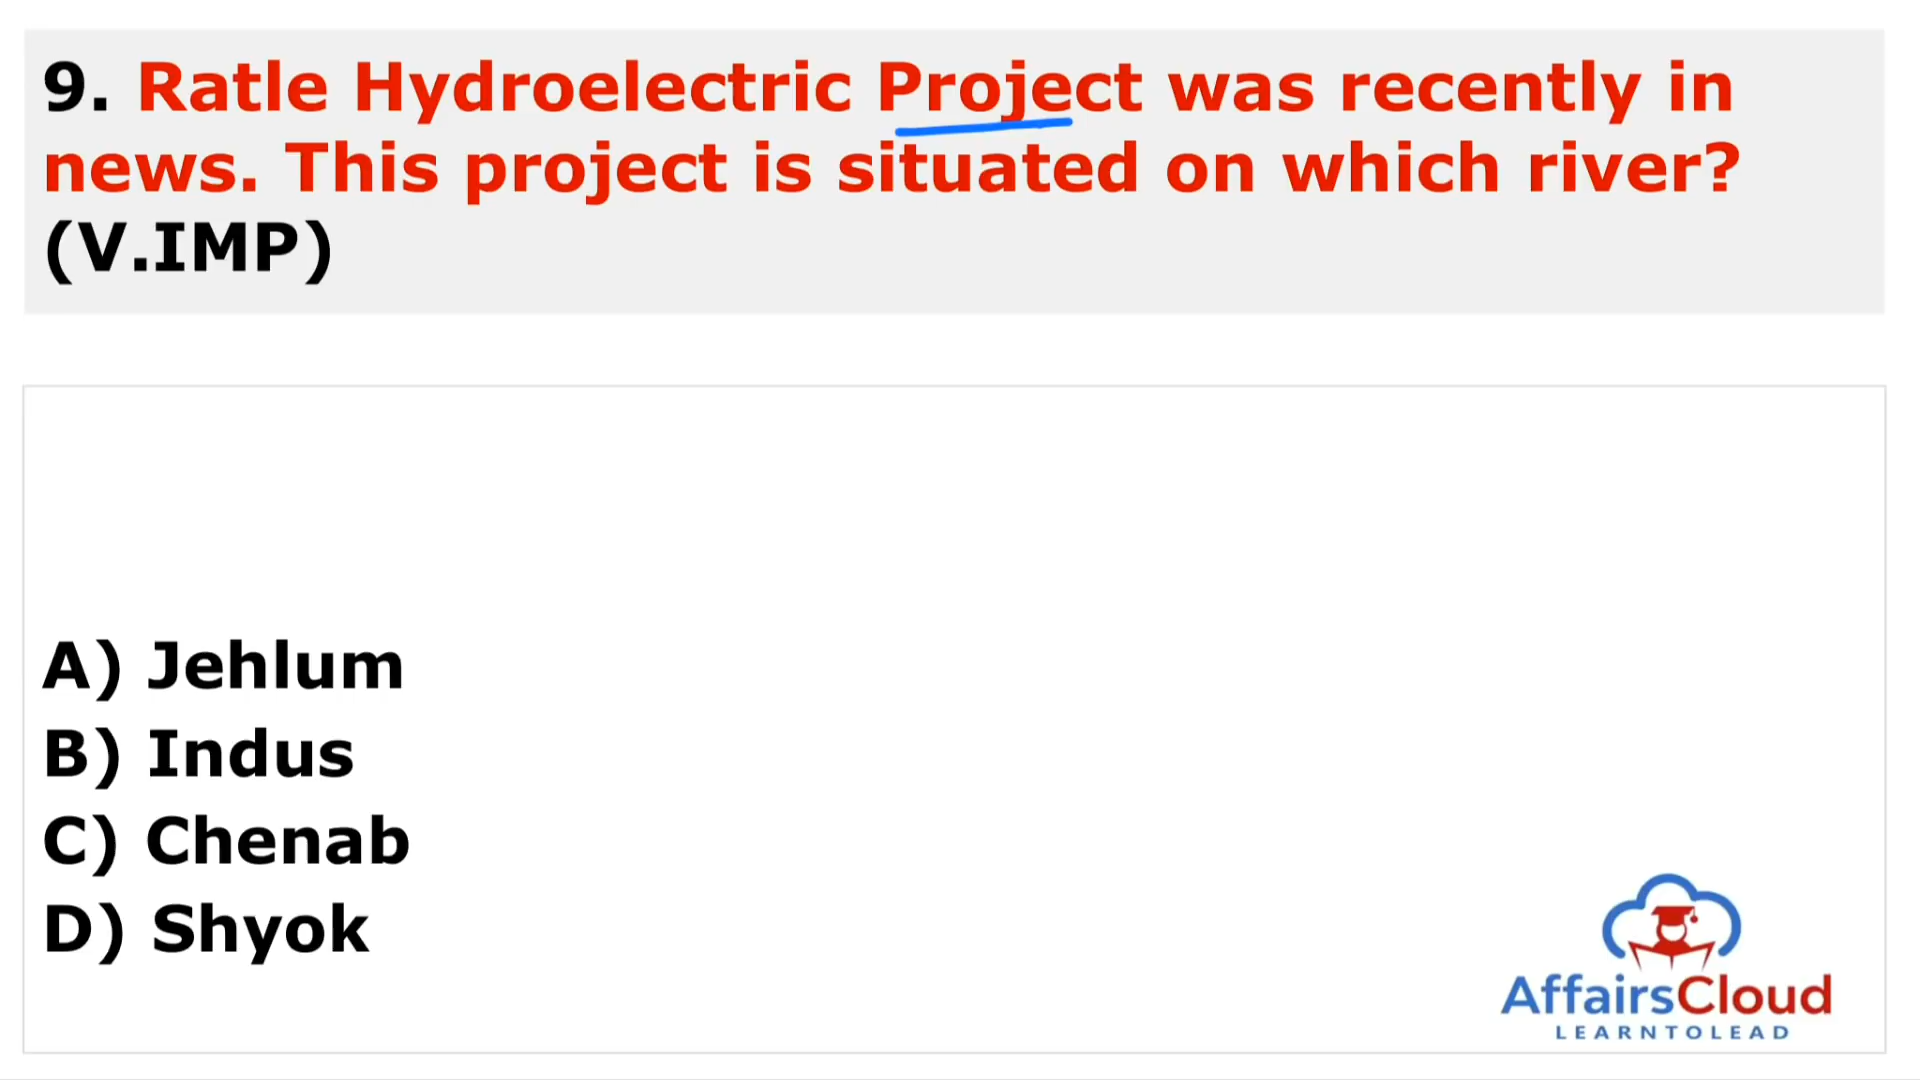 9. Ratle Hydroelectric Project was recently in
news. This project is situated on which river?
(V.IMP)
A) Jehlum
B) Indus
C) Chenab
D) Shyok
AffairsCloud
LEARNTOLEAD